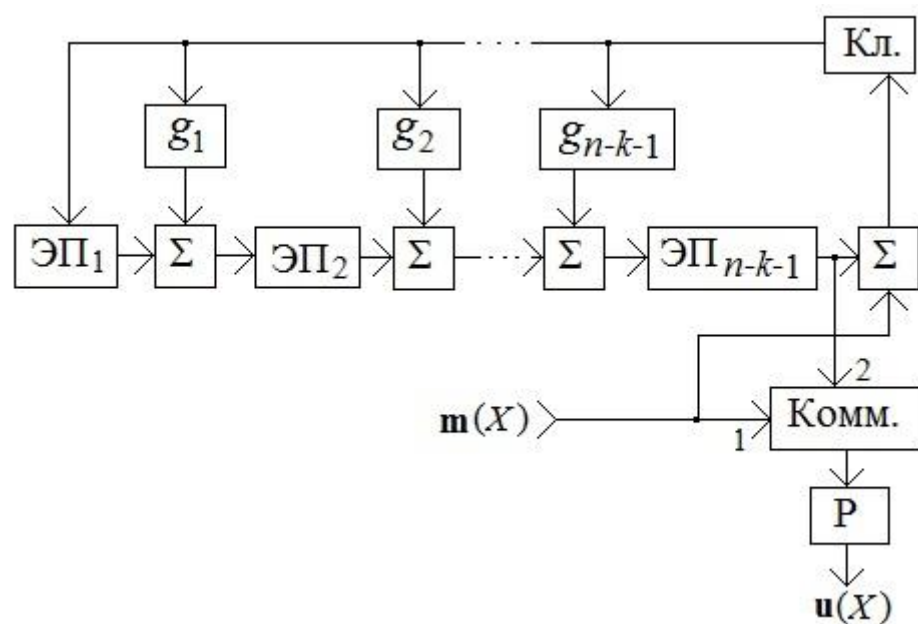 Кл.
g1 g2 gn-k-1
ЭП1 Σ ЭП2 Σ Σ ЭПn-k-1 Σ
2
m(X) 1 Комм.
Р
u(X)